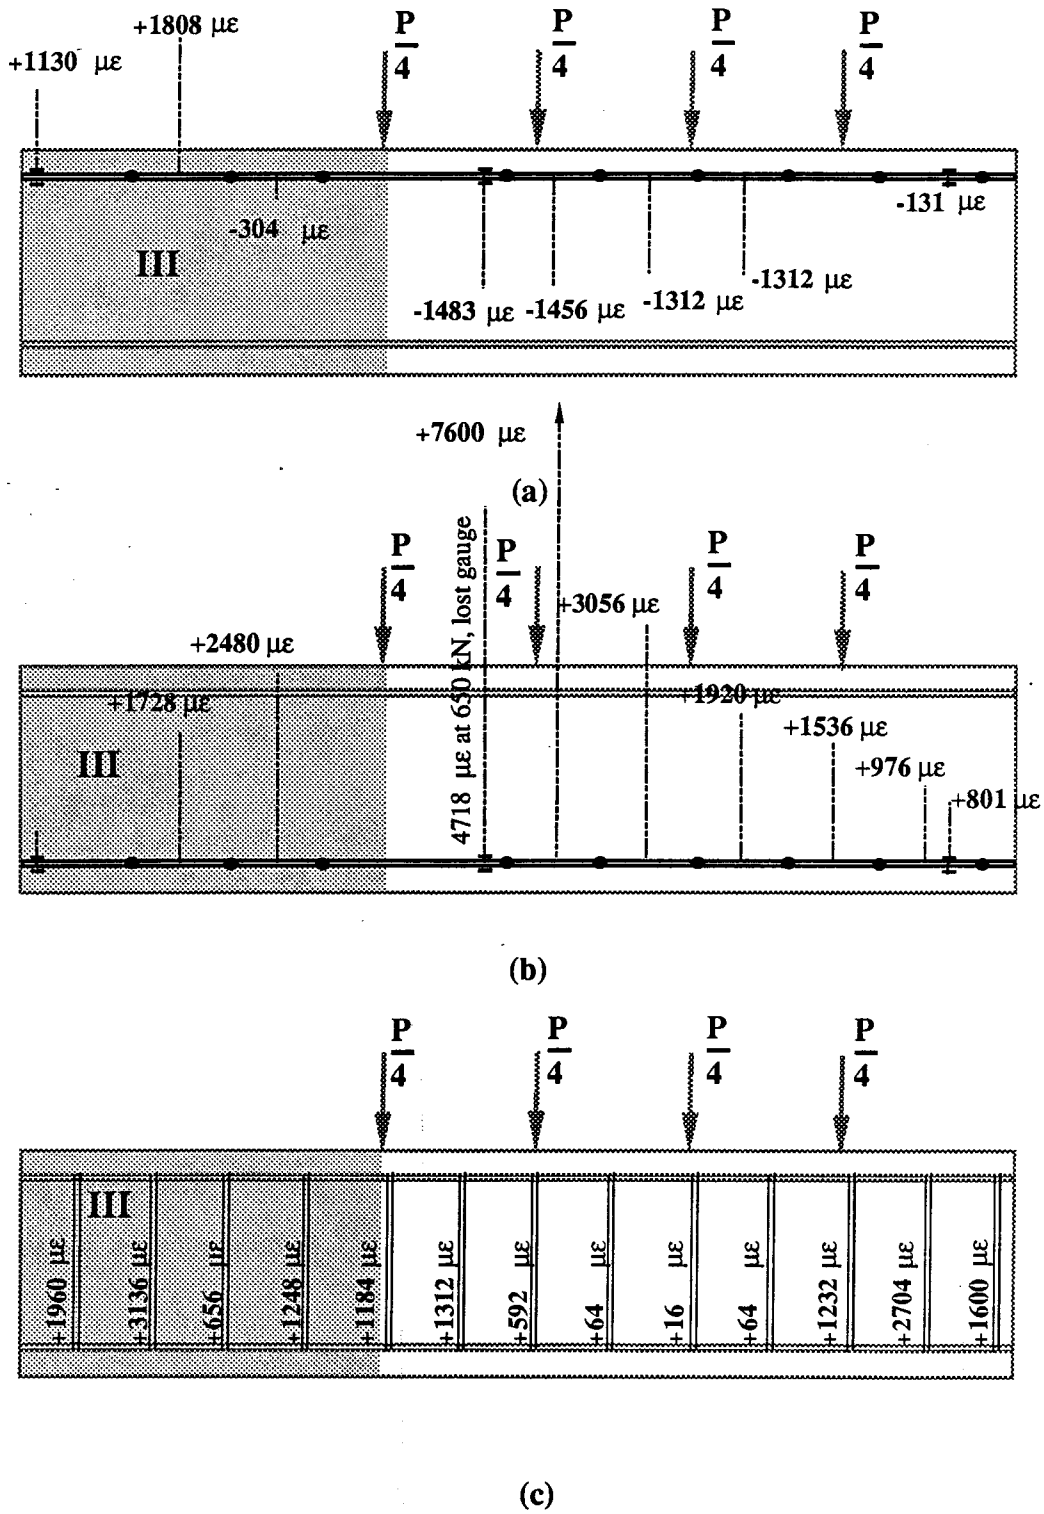 +1808 με
+1130 με
P
4
P
4
P
4
P
4
-131 με
-304 με
III
-1312 με
-1312 με
-1483 με
-1456 με
+7600 με
(a)
4718 με at 650 kN, lost gauge
P
4
P
4
P
4
P
4
+3056 με
+2480 με
+1728 με
+1920 με
+1536 με
III
+976 με
+801 με
(b)
P
4
P
4
P
4
P
4
III
+1960 με
+3136 με
+656 με
+1248 με
+1184 με
+1312 με
+592 με
+64 με
+16 με
+64 με
+1232 με
+2704 με
+1600 με
(c)